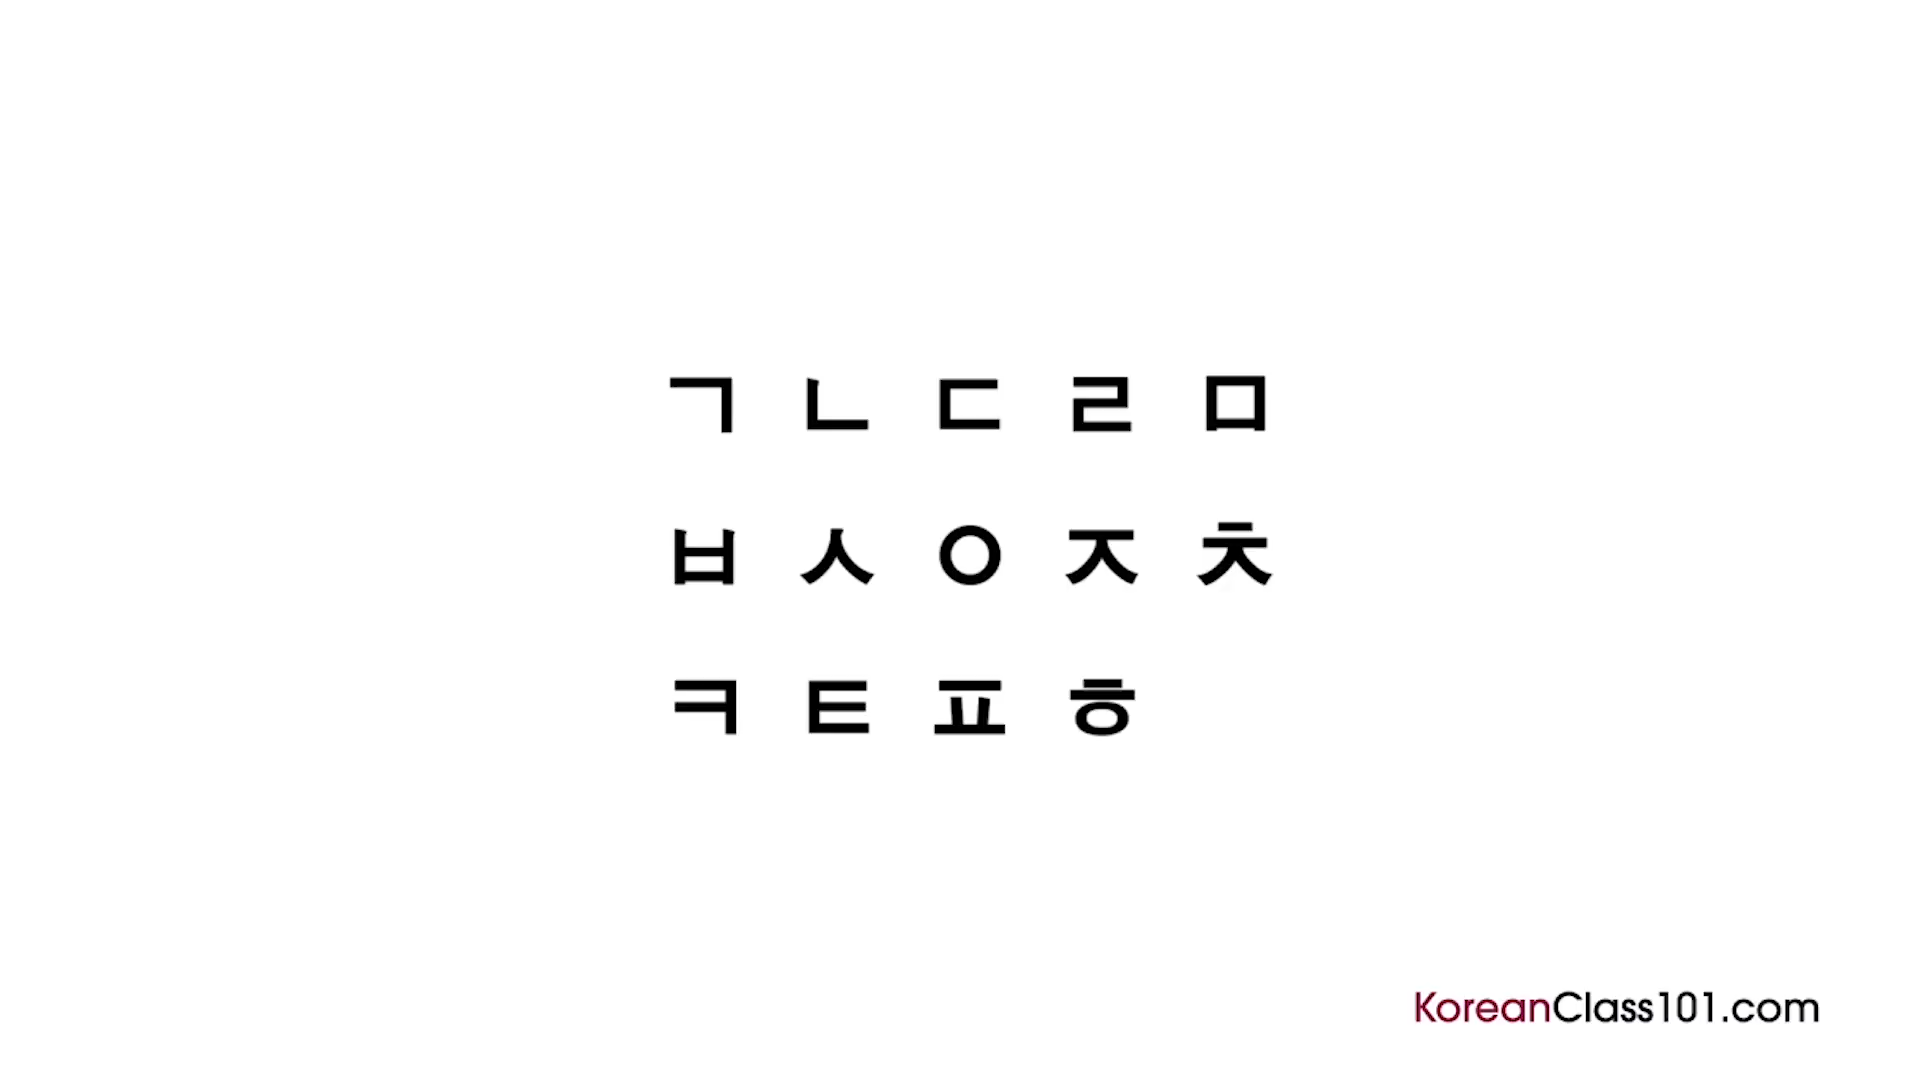 ㄱ ㄴ ㄷ ㄹ ㅁ
ㅂ ㅅ ㅇ ㅈ ㅊ
ㅋ ㅌ ㅍ ㅎ
KoreanClass101.com